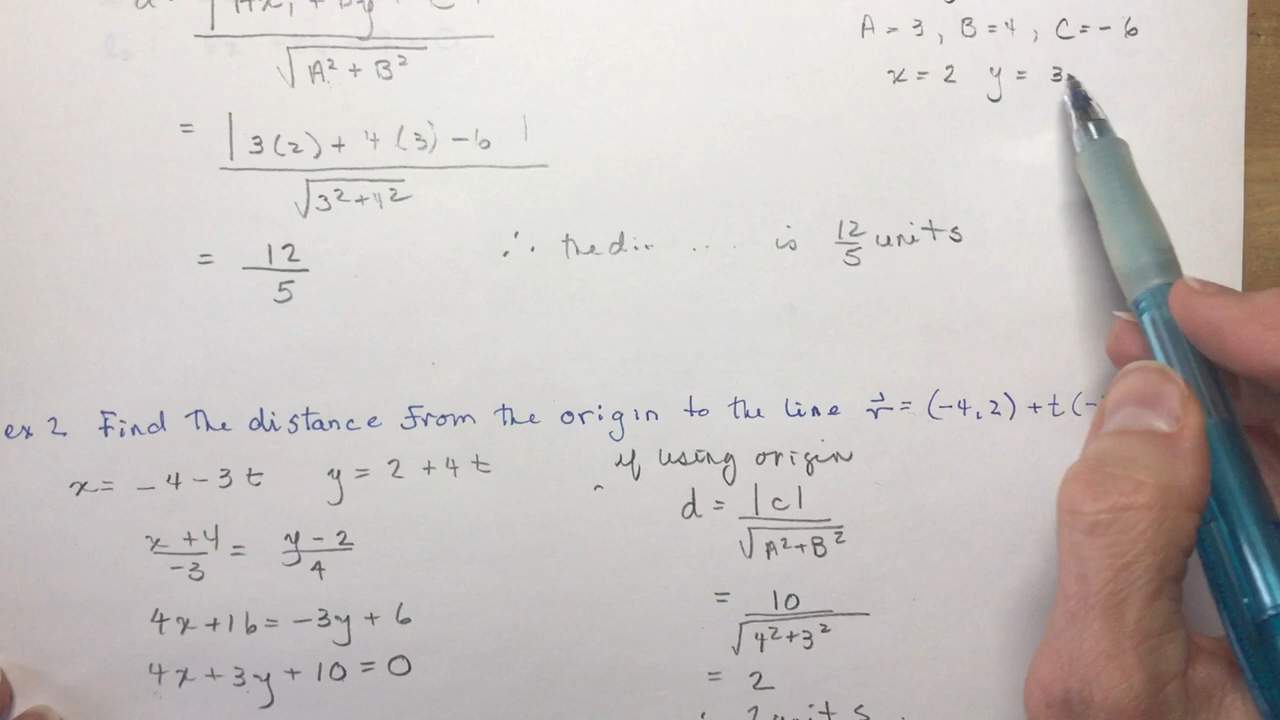 A = 3, B = 4, C = -6
x = 2 y = 3
√A² + B²
= |3(2) + 4(3) - 6|
√3²+4²
= 12
5
∴ the ... is 12/5 units
ex 2 Find the distance from the origin to the line r⃗ = (-4,2) + t(-
x = -4 - 3t y = 2 + 4t
x + 4 = y - 2
-3 4
4x + 16 = -3y + 6
4x + 3y + 10 = 0
if using origin
d = |c|
√A²+B²
= 10
√4²+3²
= 2
2 units